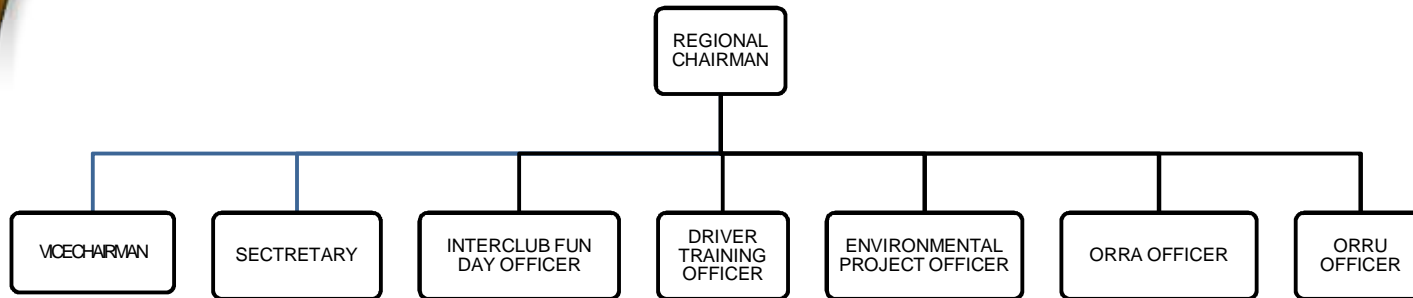 REGIONAL
CHAIRMAN
VICECHAIRMAN
SECTRETARY
INTERCLUB FUN
DAY OFFICER
DRIVER
TRAINING
OFFICER
ENVIRONMENTAL
PROJECT OFFICER
ORRA OFFICER
ORRU
OFFICER